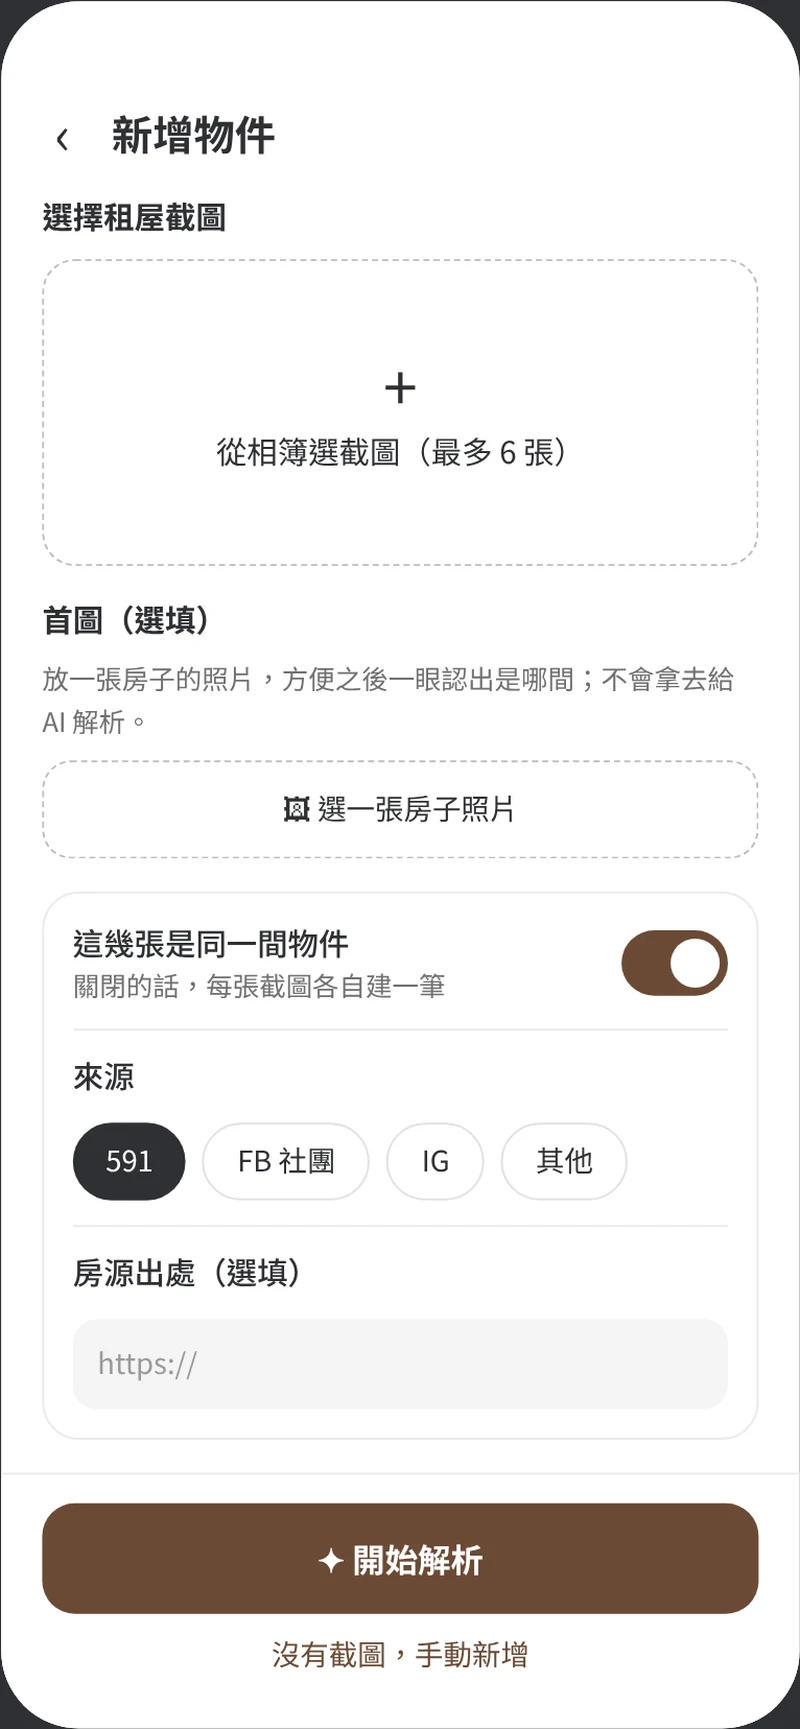 ‹ 新增物件
選擇租屋截圖
+
從相簿選截圖（最多 6 張）
首圖（選填）
放一張房子的照片，方便之後一眼認出是哪間；不會拿去給
AI 解析。
🖼 選一張房子照片
這幾張是同一間物件
關閉的話，每張截圖各自建一筆
來源
591 FB 社團 IG 其他
房源出處（選填）
https://
✦ 開始解析
沒有截圖，手動新增